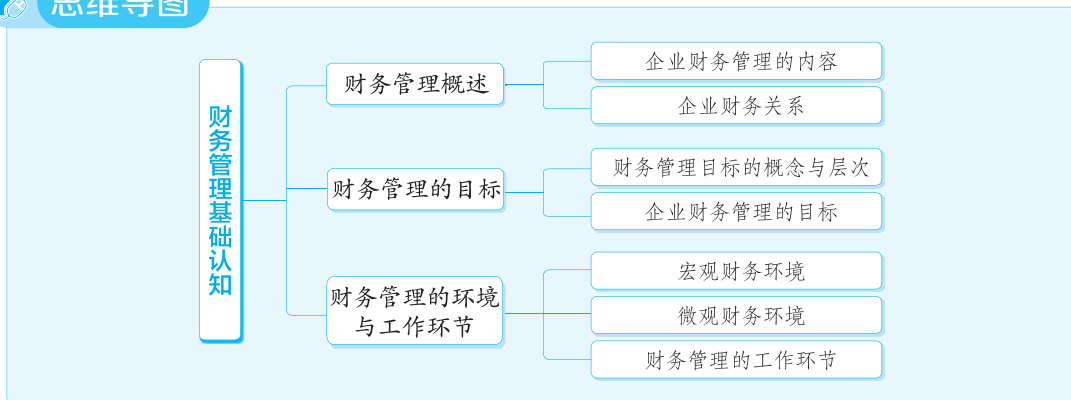 思维导图
财务管理基础认知
财务管理概述
企业财务管理的内容
企业财务关系
财务管理的目标
财务管理目标的概念与层次
企业财务管理的目标
财务管理的环境
与工作环节
宏观财务环境
微观财务环境
财务管理的工作环节